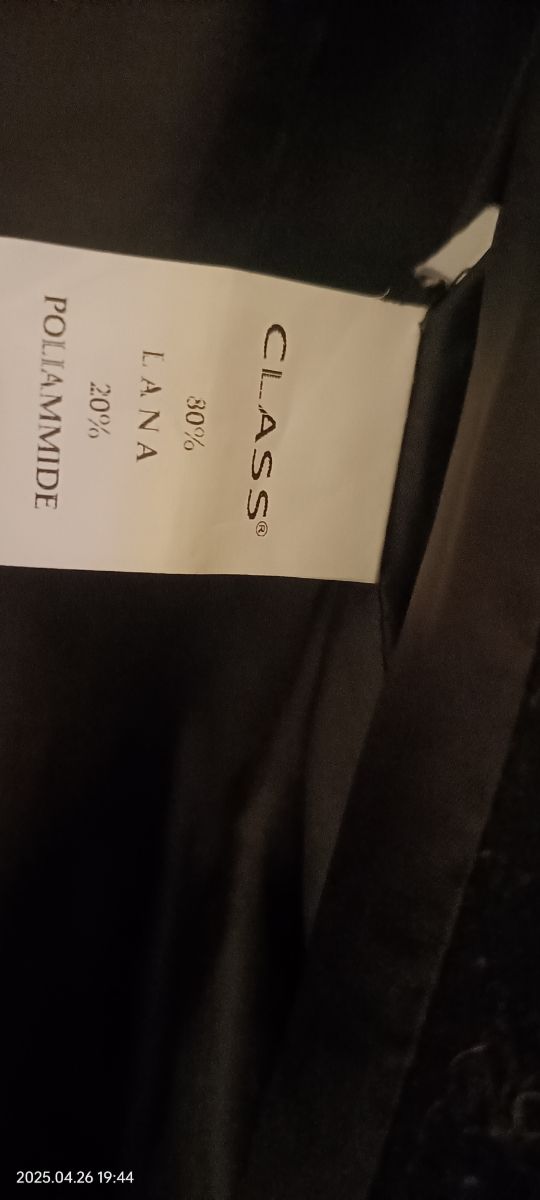 CLASS®
80%
LANA
20%
POLIAMMIDE
2025.04.26 19:44